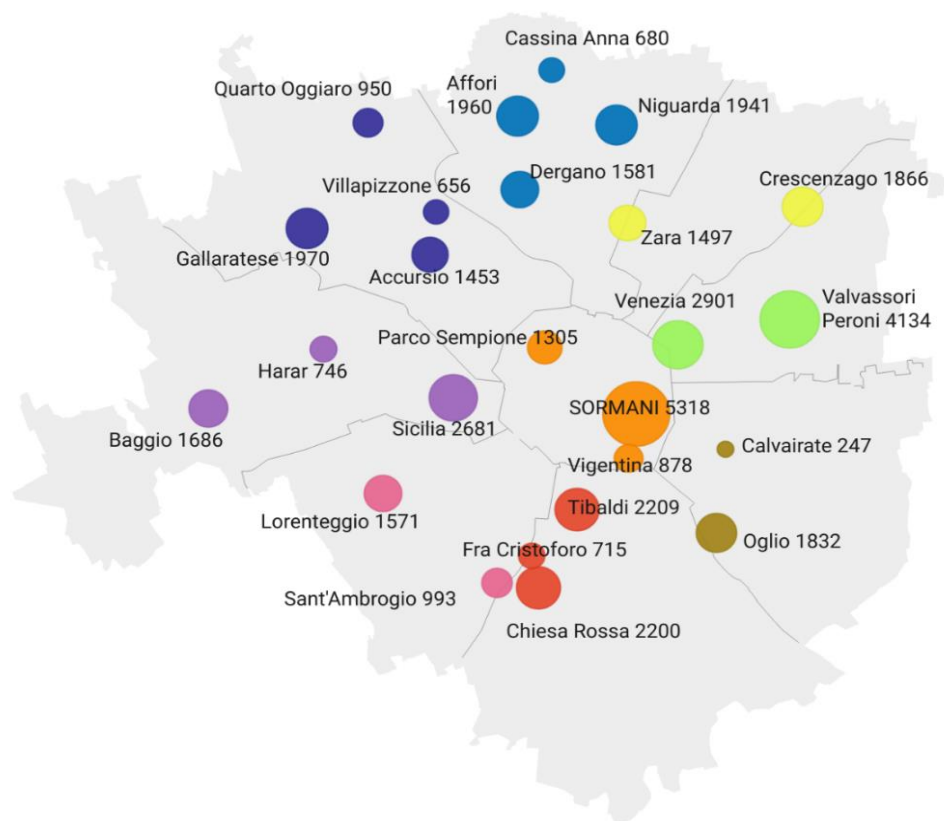 Cassina Anna 680
Quarto Oggiaro 950
Affori
1960
Niguarda 1941
Villapizzone 656
Dergano 1581
Crescenzago 1866
Gallaratese 1970
Zara 1497
Accursio 1453
Venezia 2901
Valvassori
Peroni 4134
Parco Sempione 1305
Harar 746
SORMANI 5318
Baggio 1686
Sicilia 2681
Calvairate 247
Vigentina 878
Lorenteggio 1571
Tibaldi 2209
Oglio 1832
Fra Cristoforo 715
Sant'Ambrogio 993
Chiesa Rossa 2200